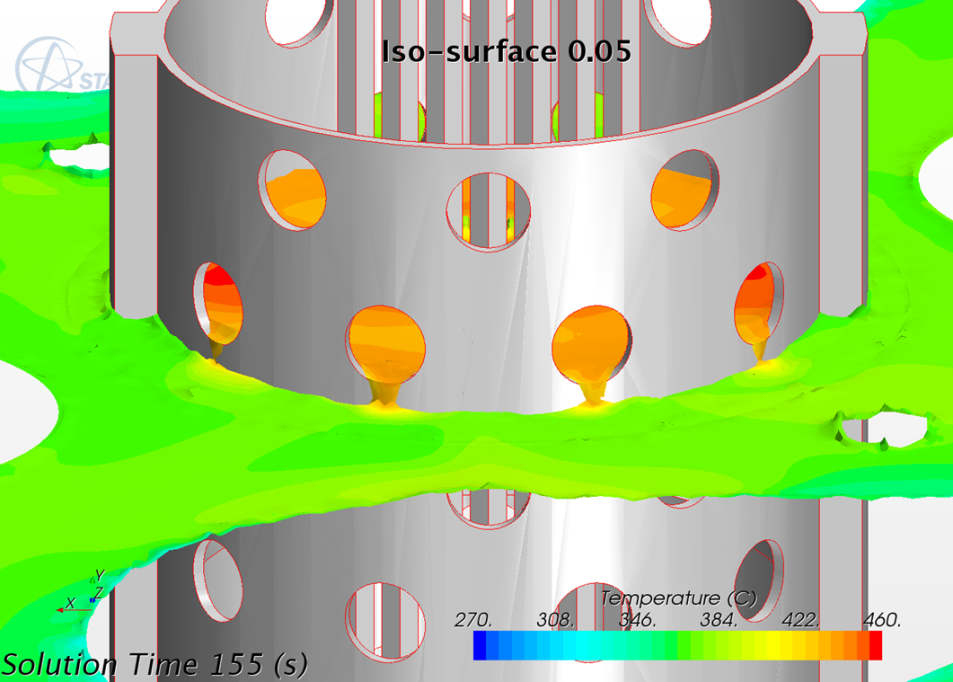 Iso-surface 0.05
STA
Y
Z
X
Temperature (C)
270. 308. 346. 384. 422. 460.
Solution Time 155 (s)